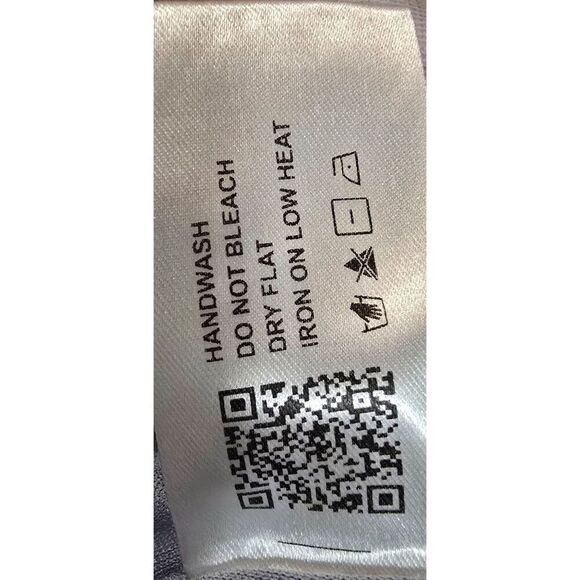 HANDWASH
DO NOT BLEACH
DRY FLAT
IRON ON LOW HEAT